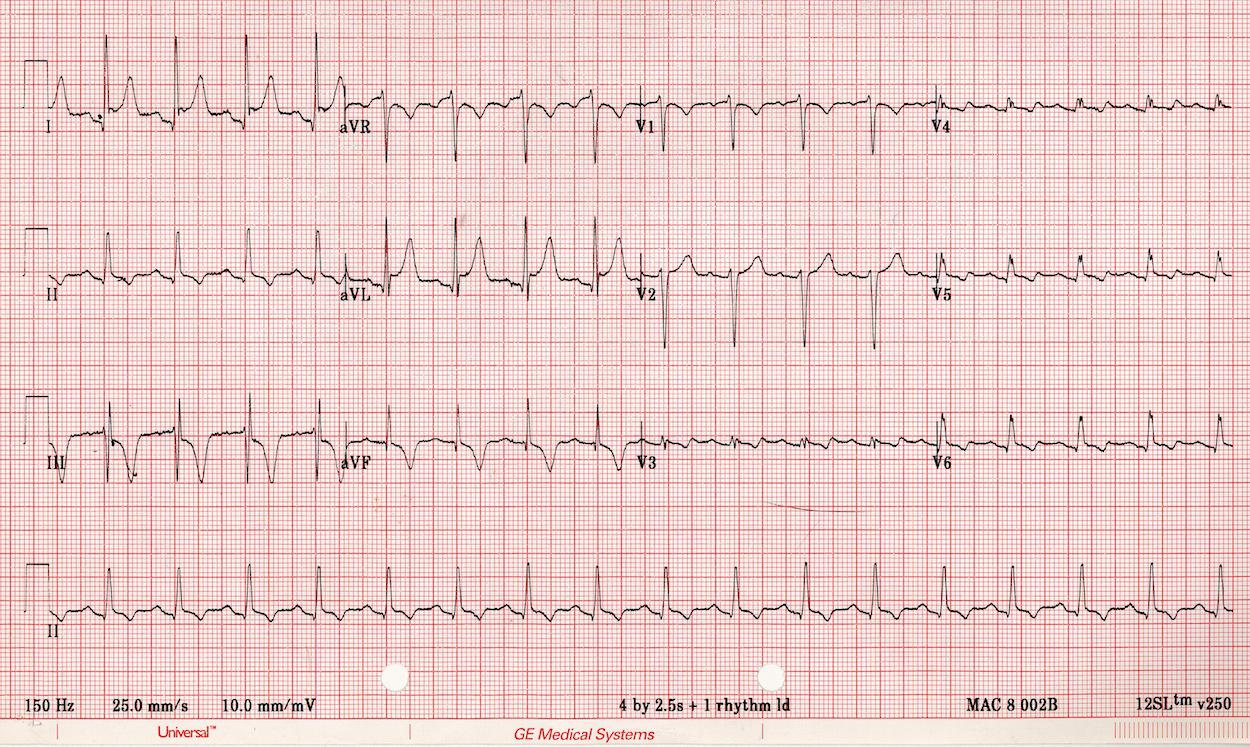 I aVR V1 V4
II aVL V2 V5
III aVF V3 V6
II
150 Hz 25.0 mm/s 10.0 mm/mV 4 by 2.5s + 1 rhythm ld MAC 8 002B 12SL™ v250
Universal™ GE Medical Systems